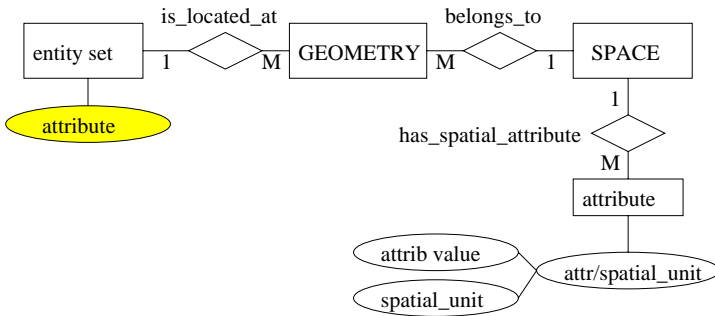 is_located_at
belongs_to
entity set
1
M
GEOMETRY
M
1
SPACE
attribute
1
has_spatial_attribute
M
attribute
attrib value
attr/spatial_unit
spatial_unit